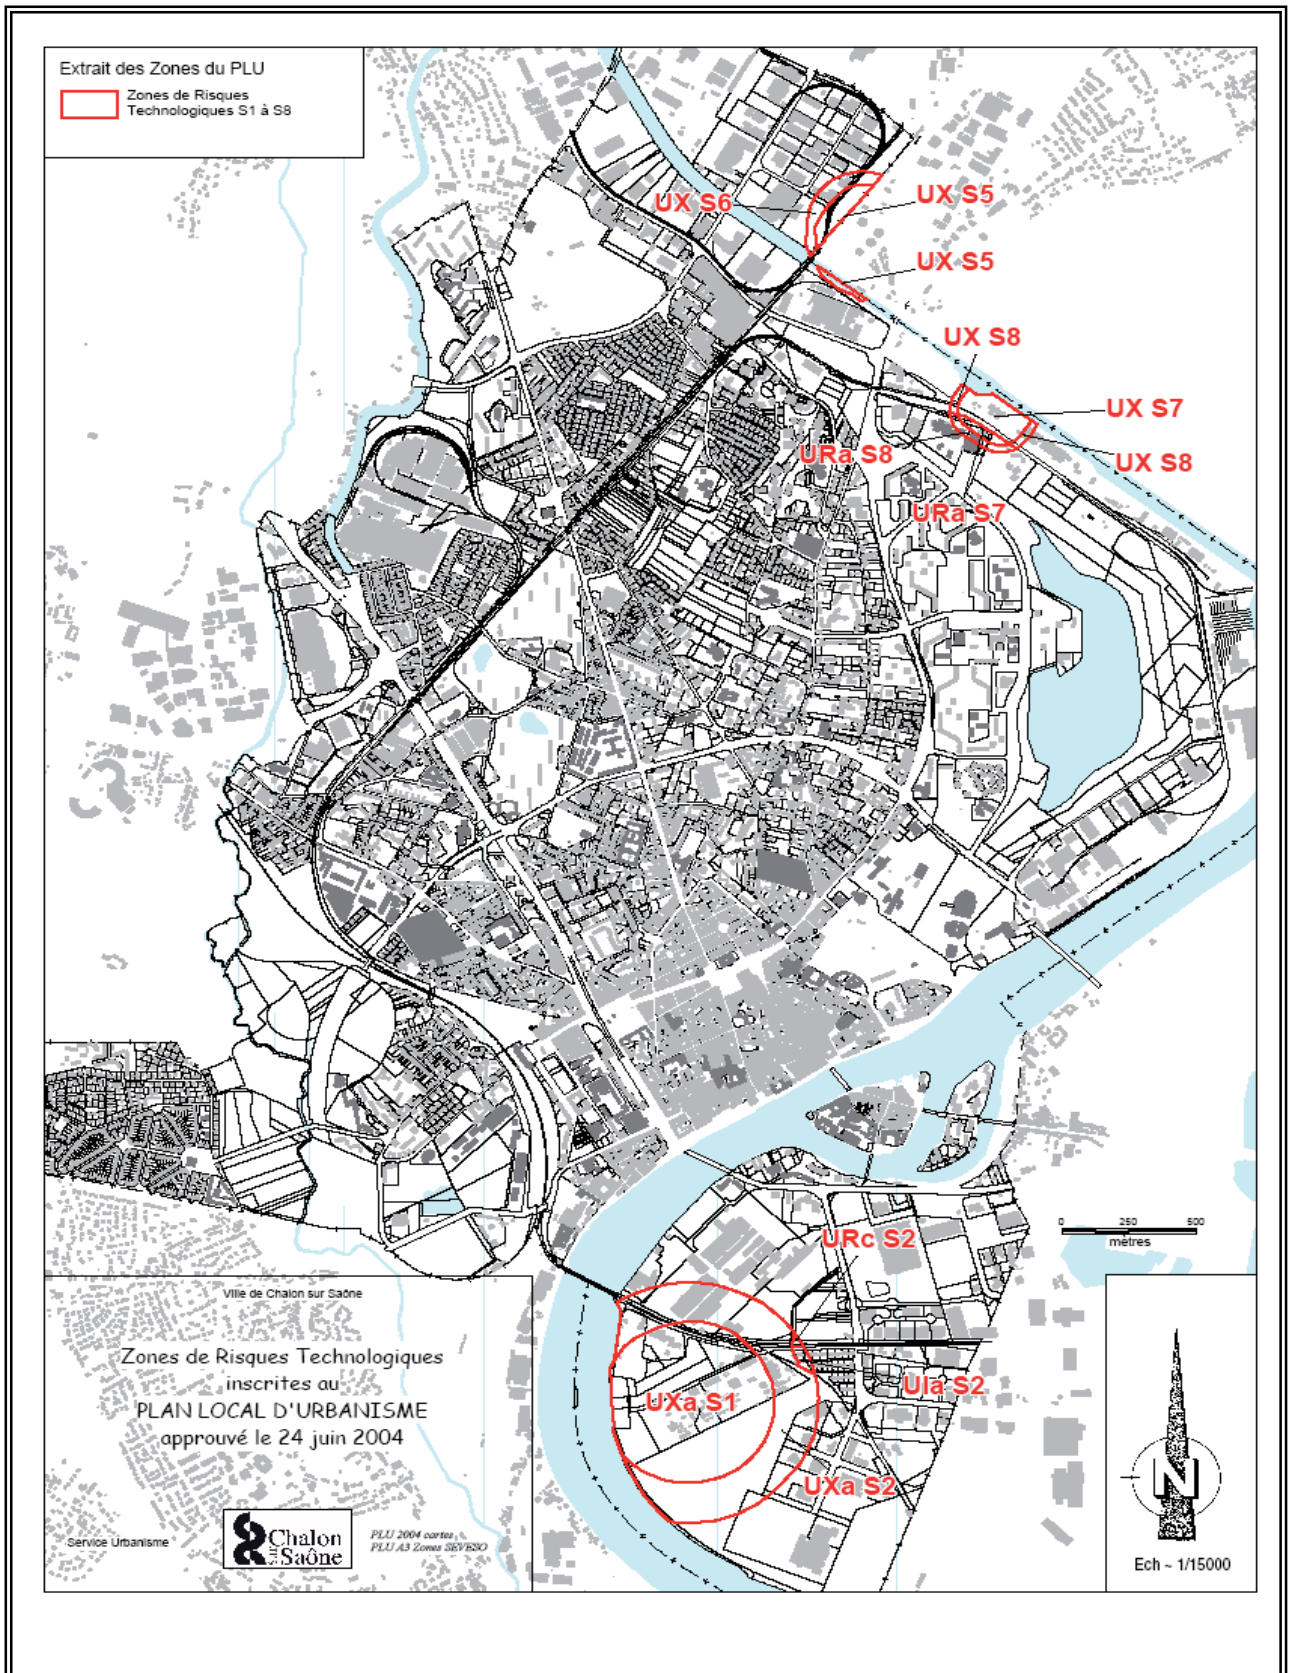 Extrait des Zones du PLU
Zones de Risques
Technologiques S1 à S8
UX S6
UX S5
UX S5
UX S8
UX S7
URa S8
UX S8
URa S7
0 250 500
mètres
URc S2
UXa S1
UIa S2
UXa S2
Ville de Chalon sur Saône
Zones de Risques Technologiques
inscrites au
PLAN LOCAL D'URBANISME
approuvé le 24 juin 2004
Service Urbanisme
Chalon
sur Saône
PLU 2004 cartes
PLU A3 Zones SEVESO
N
Ech ~ 1/15000